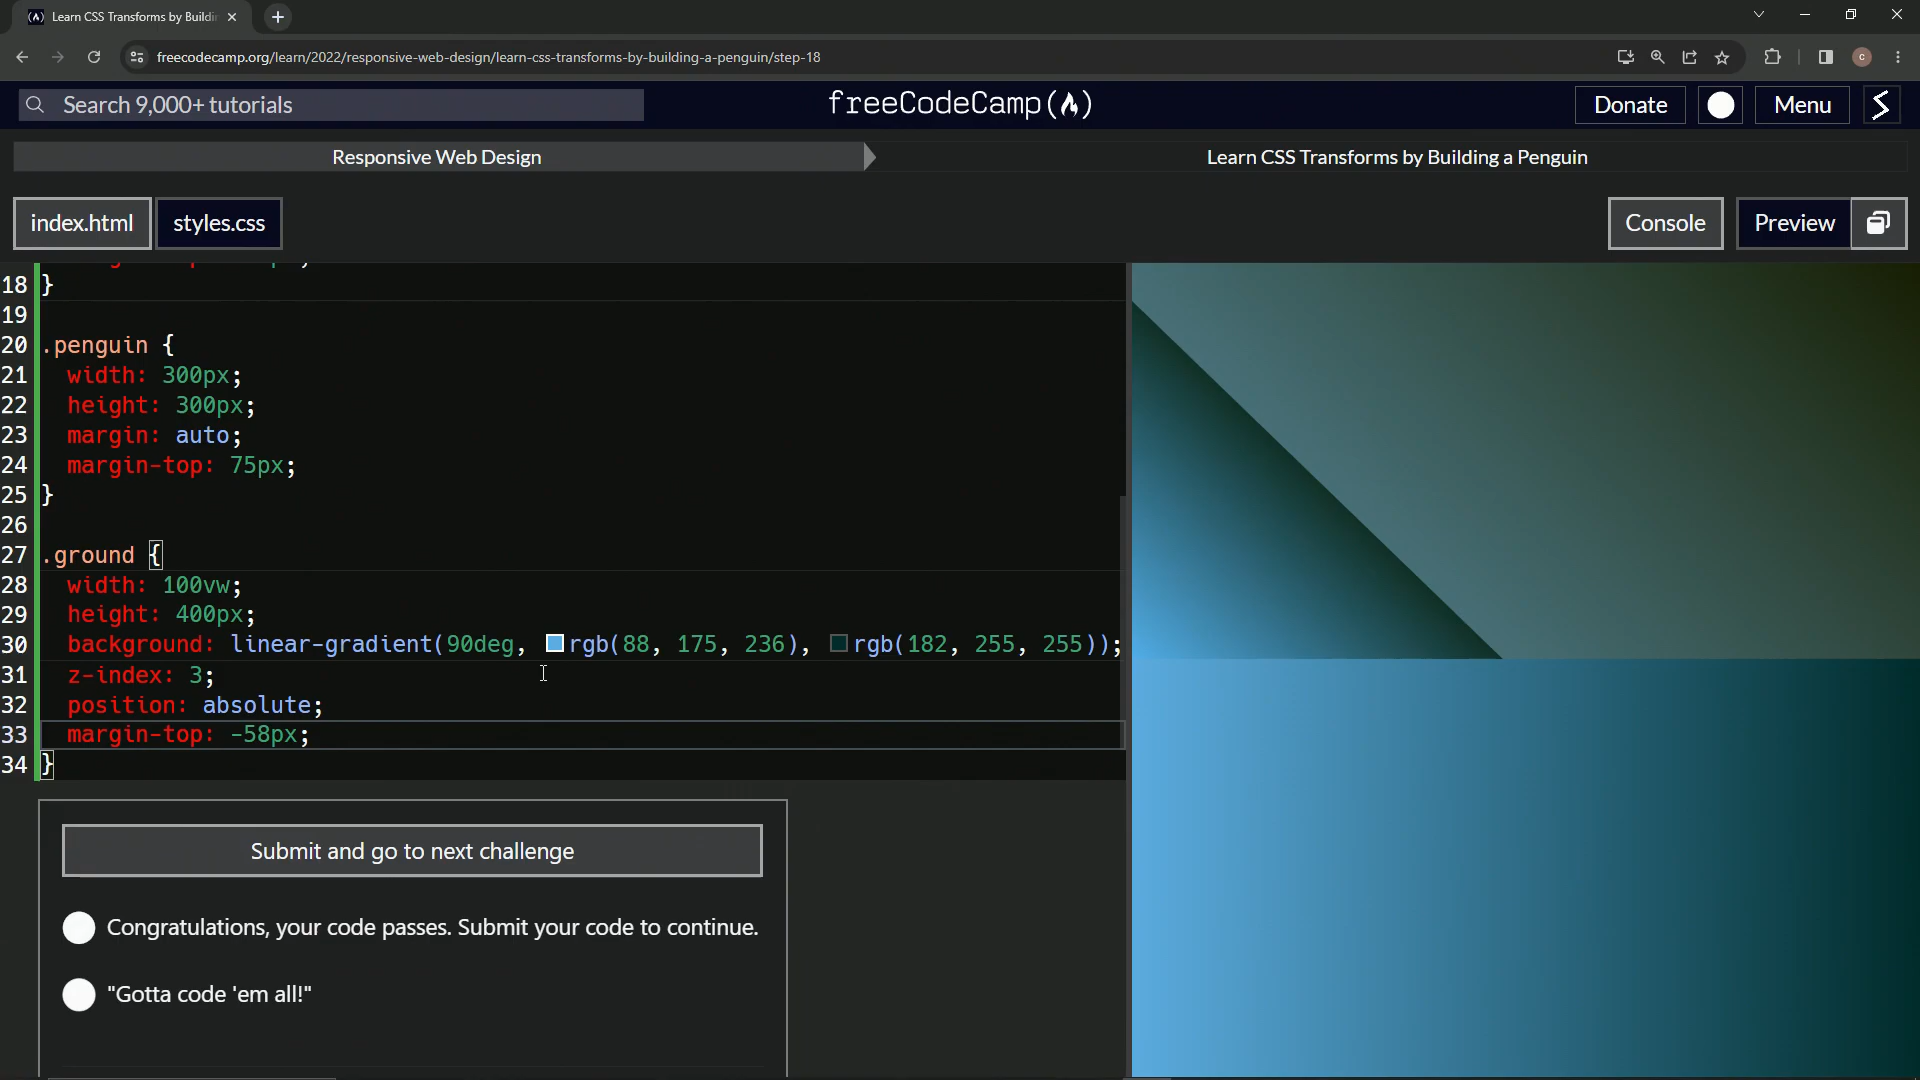 Learn CSS Transforms by Buildi
freecodecamp.org/learn/2022/responsive-web-design/learn-css-transforms-by-building-a-penguin/step-18
C
Search 9,000+ tutorials
freeCodeCamp
Donate
Menu
Responsive Web Design
Learn CSS Transforms by Building a Penguin
index.html
styles.css
Console
Preview
18 }
19
20 .penguin {
21 width: 300px;
22 height: 300px;
23 margin: auto;
24 margin-top: 75px;
25 }
26
27 .ground {
28 width: 100vw;
29 height: 400px;
30 background: linear-gradient(90deg, rgb(88, 175, 236), rgb(182, 255, 255));
31 z-index: 3;
32 position: absolute;
33 margin-top: -58px;
34 }
Submit and go to next challenge
Congratulations, your code passes. Submit your code to continue.
"Gotta code 'em all!"